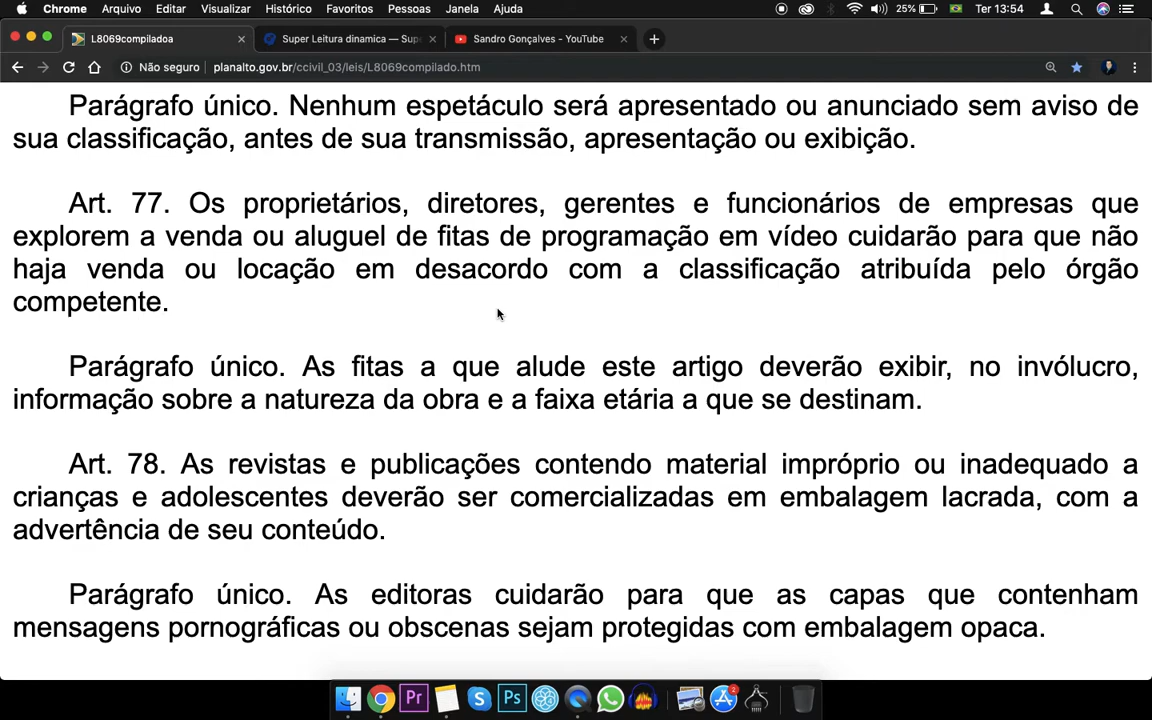 Chrome Arquivo Editar Visualizar Histórico Favoritos Pessoas Janela Ajuda 25% Ter 13:54
L8069compiladoa Super Leitura dinamica — Sup Sandro Gonçalves - YouTube
Não seguro planalto.gov.br/ccivil_03/leis/L8069compilado.htm
Parágrafo único. Nenhum espetáculo será apresentado ou anunciado sem aviso de
sua classificação, antes de sua transmissão, apresentação ou exibição.
Art. 77. Os proprietários, diretores, gerentes e funcionários de empresas que
explorem a venda ou aluguel de fitas de programação em vídeo cuidarão para que não
haja venda ou locação em desacordo com a classificação atribuída pelo órgão
competente.
Parágrafo único. As fitas a que alude este artigo deverão exibir, no invólucro,
informação sobre a natureza da obra e a faixa etária a que se destinam.
Art. 78. As revistas e publicações contendo material impróprio ou inadequado a
crianças e adolescentes deverão ser comercializadas em embalagem lacrada, com a
advertência de seu conteúdo.
Parágrafo único. As editoras cuidarão para que as capas que contenham
mensagens pornográficas ou obscenas sejam protegidas com embalagem opaca.
Pr Ps 2